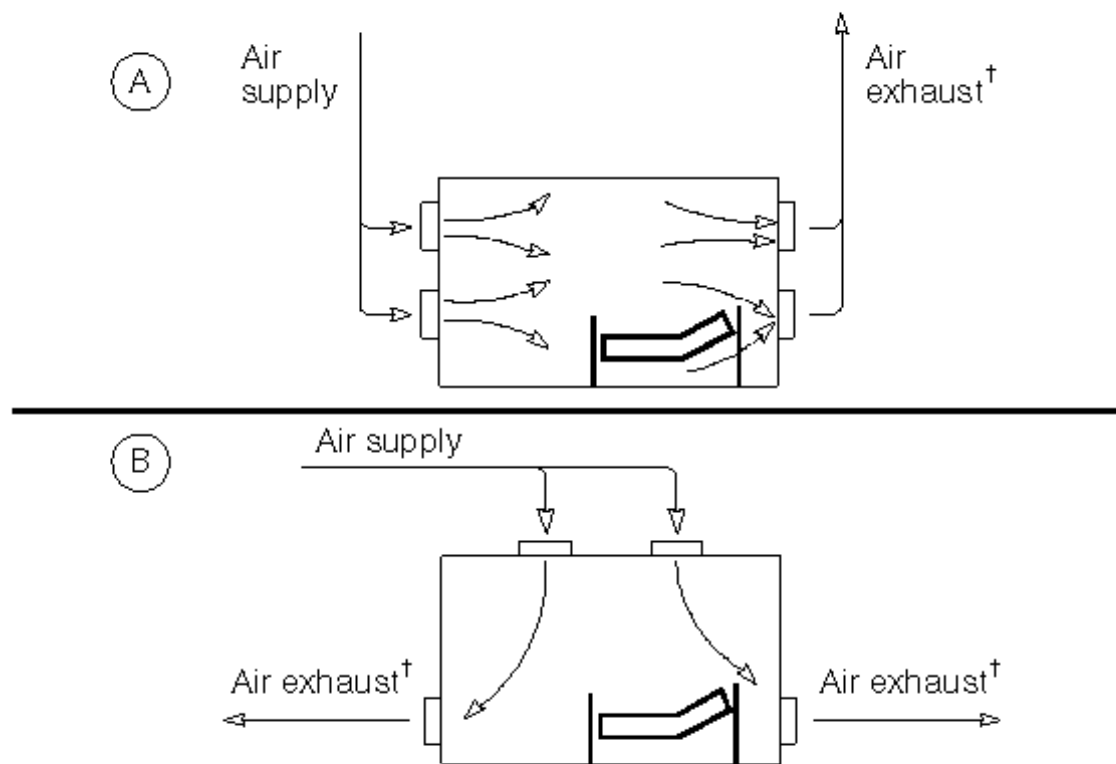 A
Air
supply
Air
exhaust†
B
Air supply
Air exhaust†
Air exhaust†